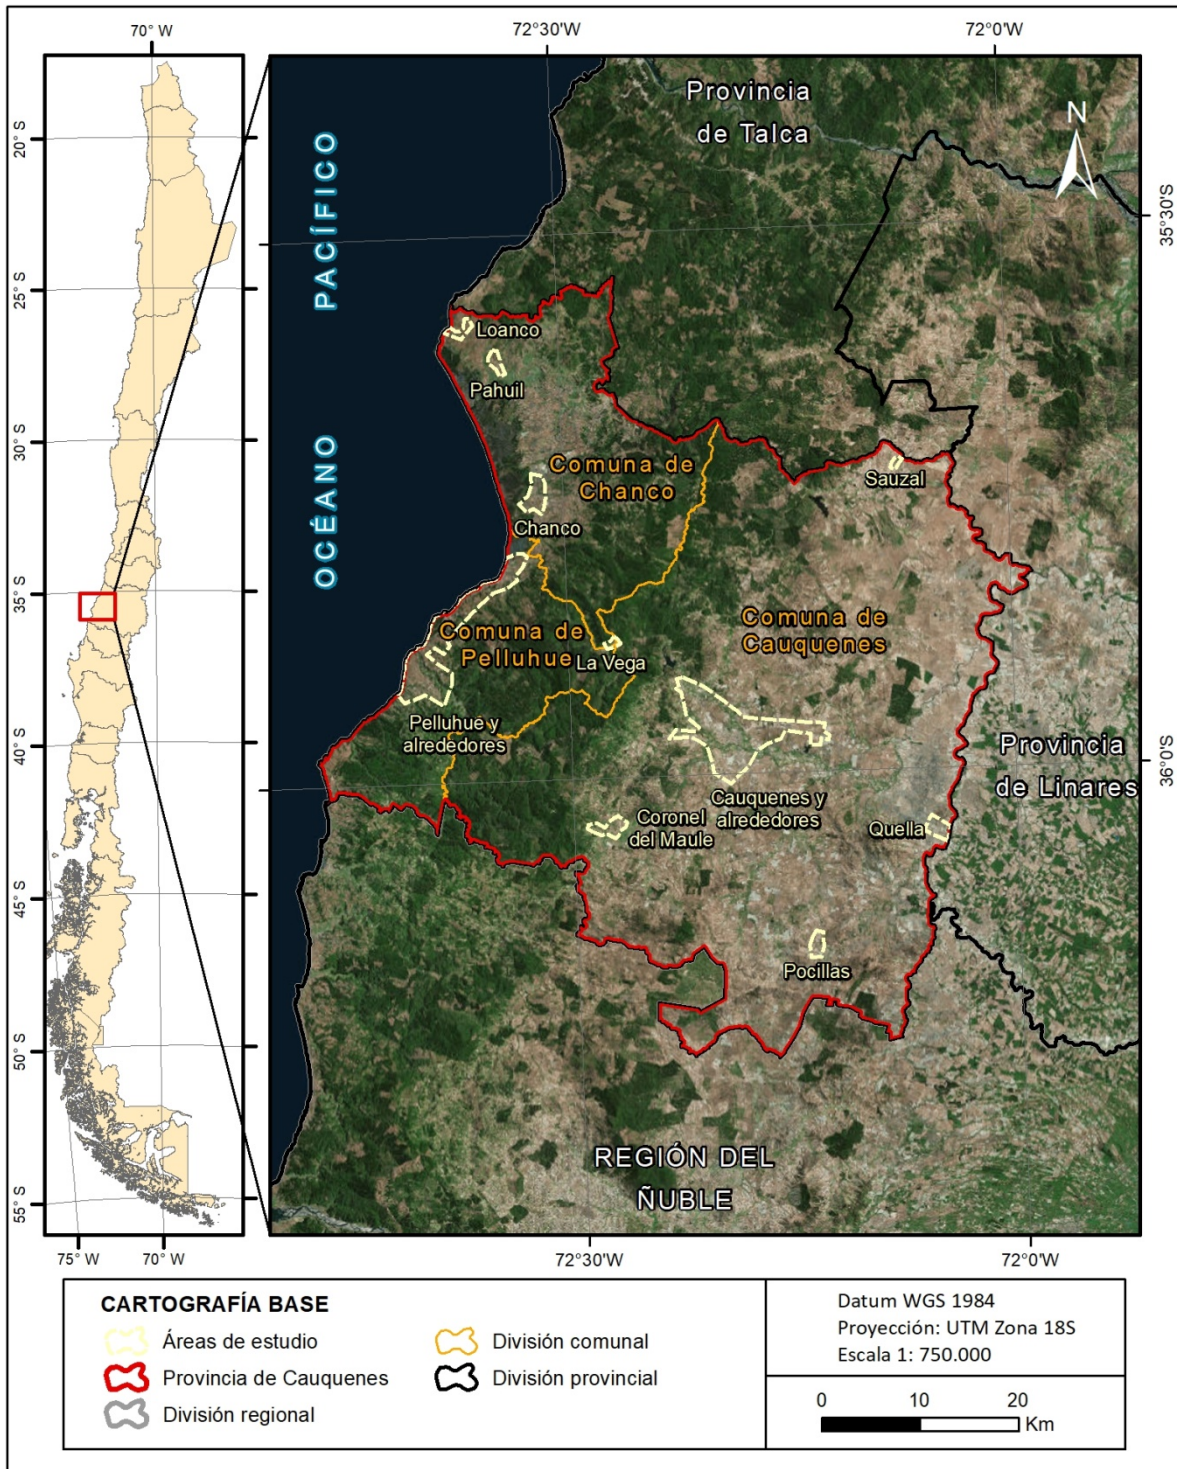 70° W
72°30'W
72°0'W
20° S
25° S
30° S
35° S
40° S
45° S
50° S
55° S
75° W
70° W
OCÉANO PACÍFICO
Provincia
de Talca
N
35°30'S
Loanco
Pahuil
Comuna de
Chanco
Sauzal
Chanco
Comuna de
Pelluhue
La Vega
Comuna de
Cauquenes
Pelluhue y
alrededores
Provincia
de Linares
36°0'S
Cauquenes y
alrededores
Coronel
del Maule
Quella
Pocillas
REGIÓN DEL
ÑUBLE
72°30'W
72°0'W
CARTOGRAFÍA BASE
Áreas de estudio
Provincia de Cauquenes
División regional
División comunal
División provincial
Datum WGS 1984
Proyección: UTM Zona 18S
Escala 1: 750.000
0 10 20
Km